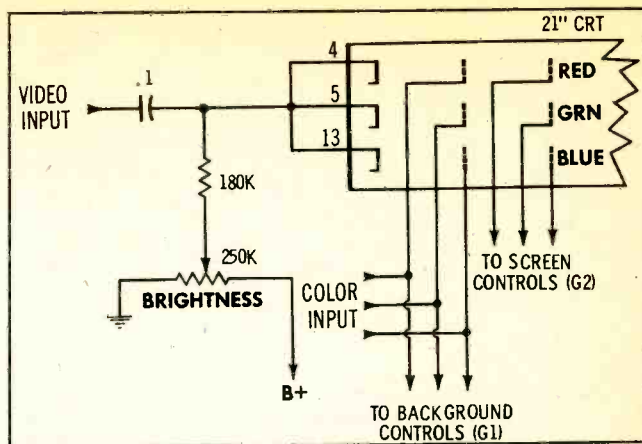 21" CRT
4
.1
RED
VIDEO
INPUT
5
GRN
13
BLUE
180K
250K
TO SCREEN
CONTROLS (G2)
BRIGHTNESS
COLOR
INPUT
B+
TO BACKGROUND
CONTROLS (G1)